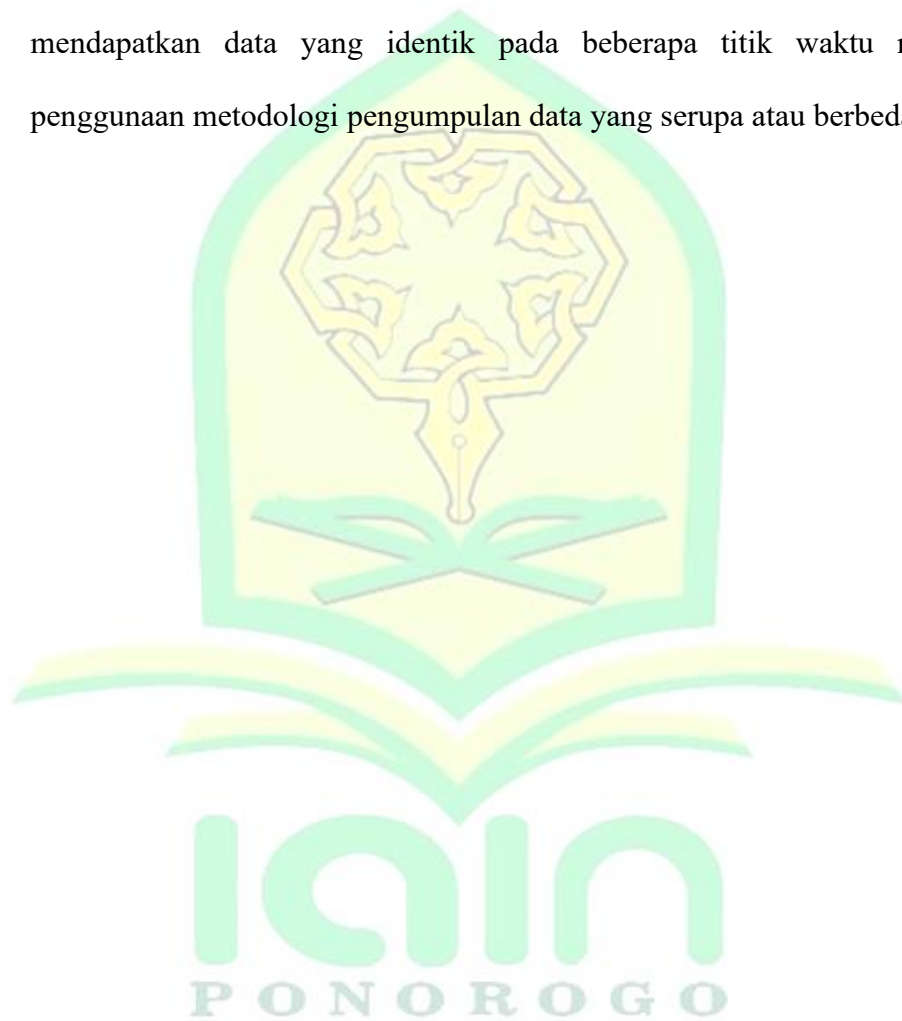 mendapatkan data yang identik pada beberapa titik waktu
penggunaan metodologi pengumpulan data yang serupa atau
iain
PONOROGO